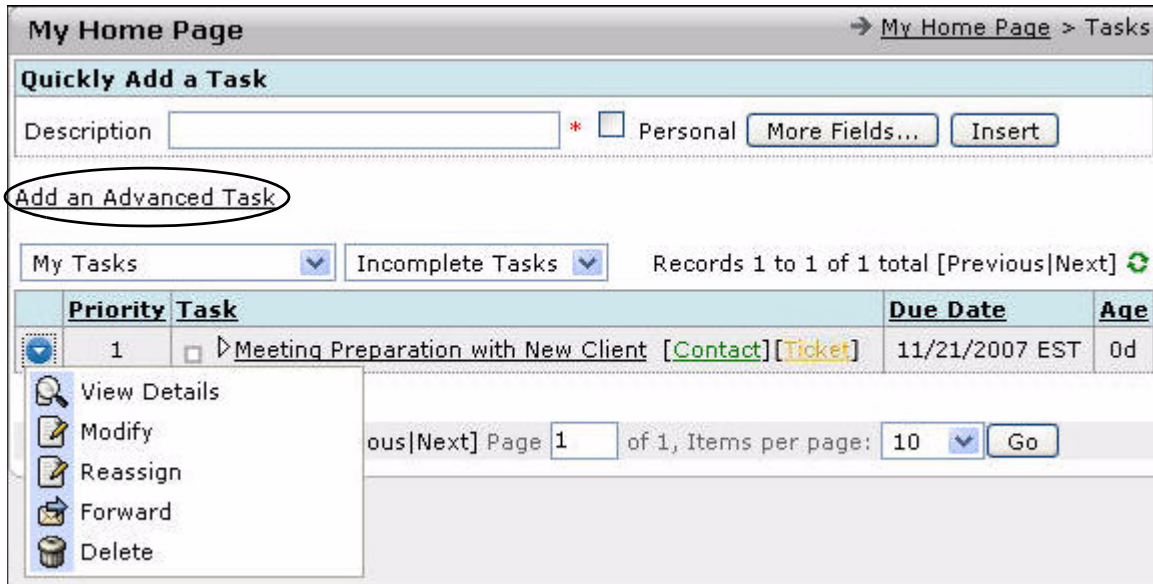 My Home Page → My Home Page > Tasks
Quickly Add a Task
Description * Personal More Fields... Insert
Add an Advanced Task
My Tasks Incomplete Tasks Records 1 to 1 of 1 total [Previous|Next]
Priority Task Due Date Age
1 Meeting Preparation with New Client [Contact][Ticket] 11/21/2007 EST 0d
View Details
Modify
ous|Next] Page 1 of 1, Items per page: 10 Go
Reassign
Forward
Delete